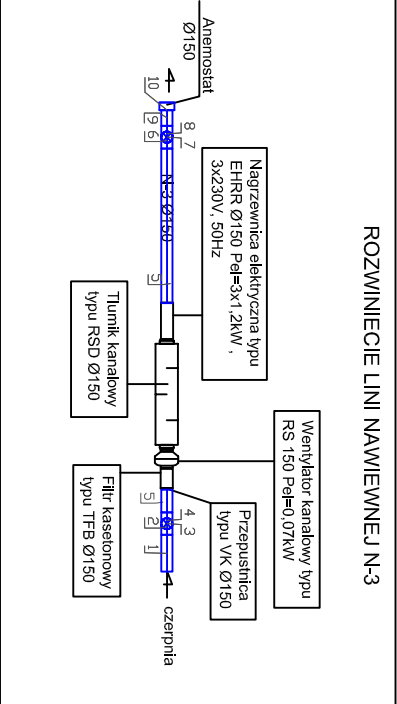 ROZWINIECIE LINI NAWIEWNEJ N-3
Wentylator kanalowy typu
RS 150 Pel=0,07kW
Nagrzewnica elektryczna typu
EHRR Ø150 Pel=3x1,2kW ,
3x230V, 50Hz
Przepustnica
typu VK Ø150
Anemostat
Ø150
8
7
4
3
N-3 Ø150
czerpnia
10
9
6
5
5
2
1
Tlumik kanalowy
typu RSD Ø150
Filtr kasetonowy
typu TFB Ø150